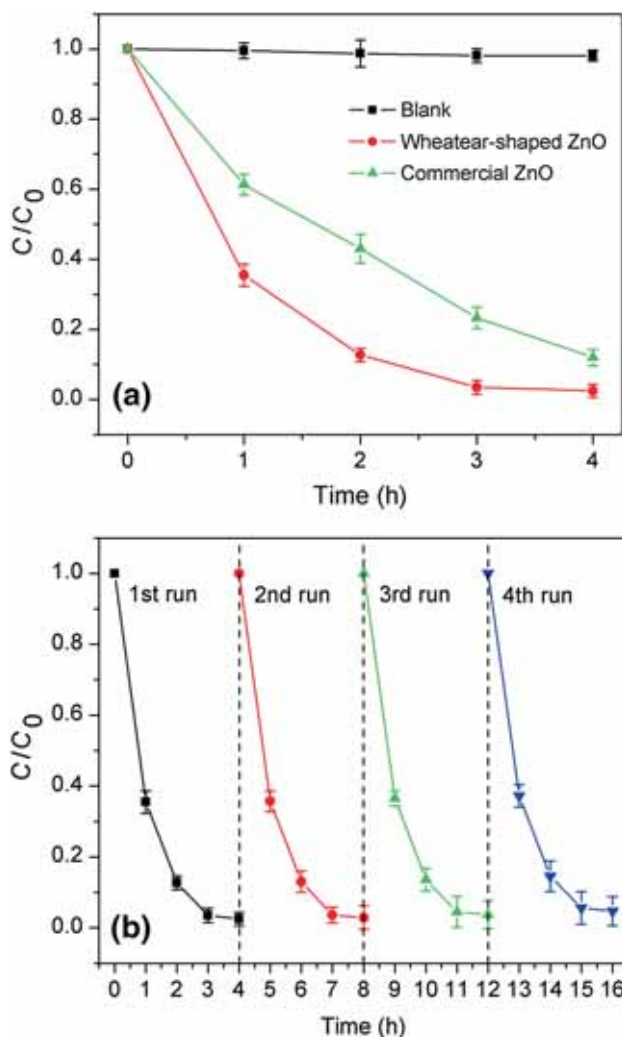 C/C0
1.0
0.8
0.6
0.4
0.2
0.0
Blank
Wheatear-shaped ZnO
Commercial ZnO
(a)
0 1 2 3 4
Time (h)
C/C0
1.0
0.8
0.6
0.4
0.2
0.0
1st run 2nd run 3rd run 4th run
(b)
0 1 2 3 4 5 6 7 8 9 10 11 12 13 14 15 16
Time (h)